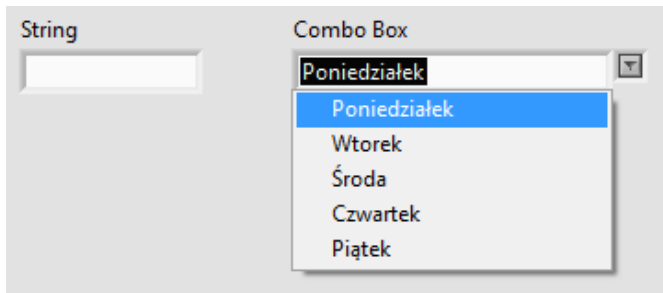 String
Combo Box
Poniedziałek
Poniedziałek
Wtorek
Środa
Czwartek
Piątek